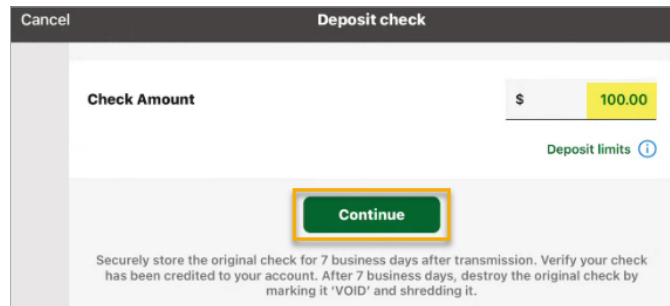 Cancel Deposit check
Check Amount $ 100.00
Deposit limits
Continue
Securely store the original check for 7 business days after transmission. Verify your check
has been credited to your account. After 7 business days, destroy the original check by
marking it ‘VOID’ and shredding it.